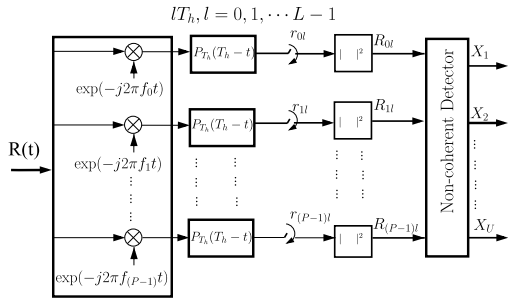 lT_h, l = 0, 1, ⋯ L − 1
r_{0l}
R_{0l}
X_1
P_{T_h}(T_h − t)
| |²
exp(−j2πf_0t)
r_{1l}
R_{1l}
X_2
P_{T_h}(T_h − t)
| |²
R(t)
exp(−j2πf_1t)
Non-coherent Detector
r_{(P−1)l}
R_{(P−1)l}
X_U
P_{T_h}(T_h − t)
| |²
exp(−j2πf_{(P−1)}t)